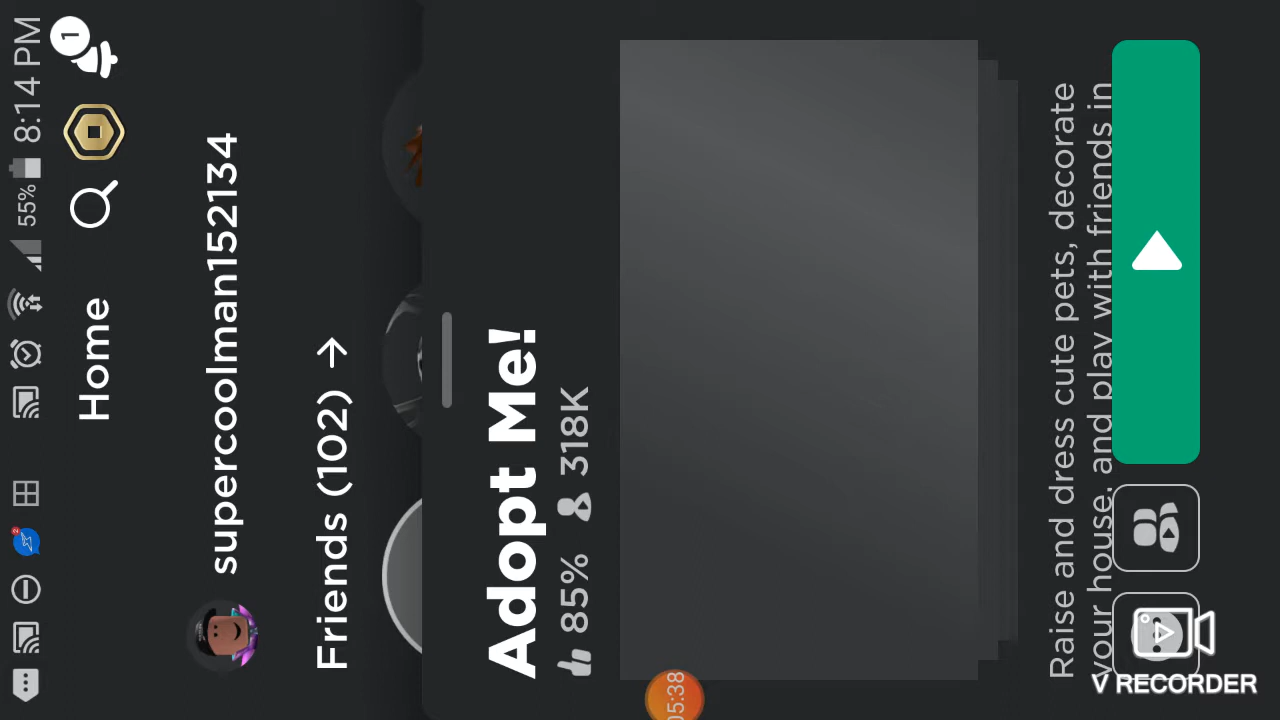 55% 8:14 PM
Home
1
supercoolman152134
Friends (102) →
Adopt Me!
85% 318K
Raise and dress cute pets, decorate
your house, and play with friends in
05:38
V RECORDER